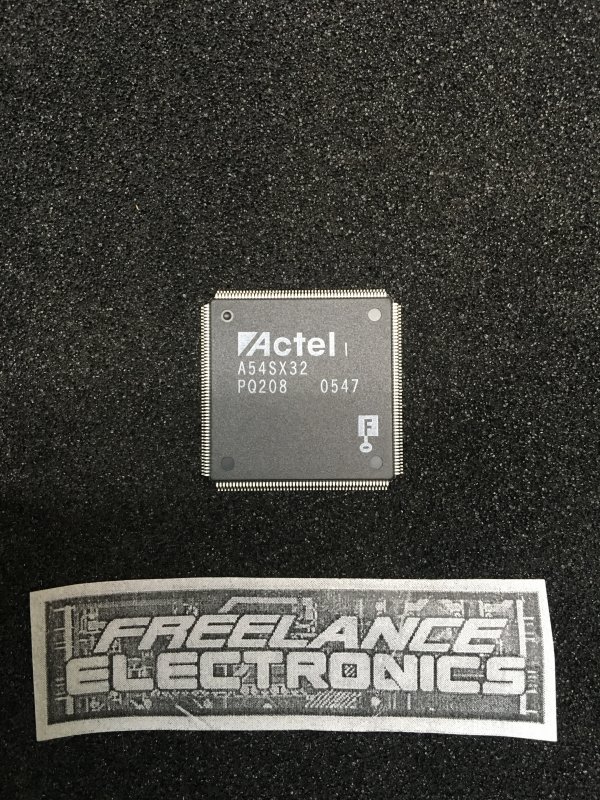 Actel I
A54SX32
PQ208 0547
F
FREELANCE
ELECTRONICS